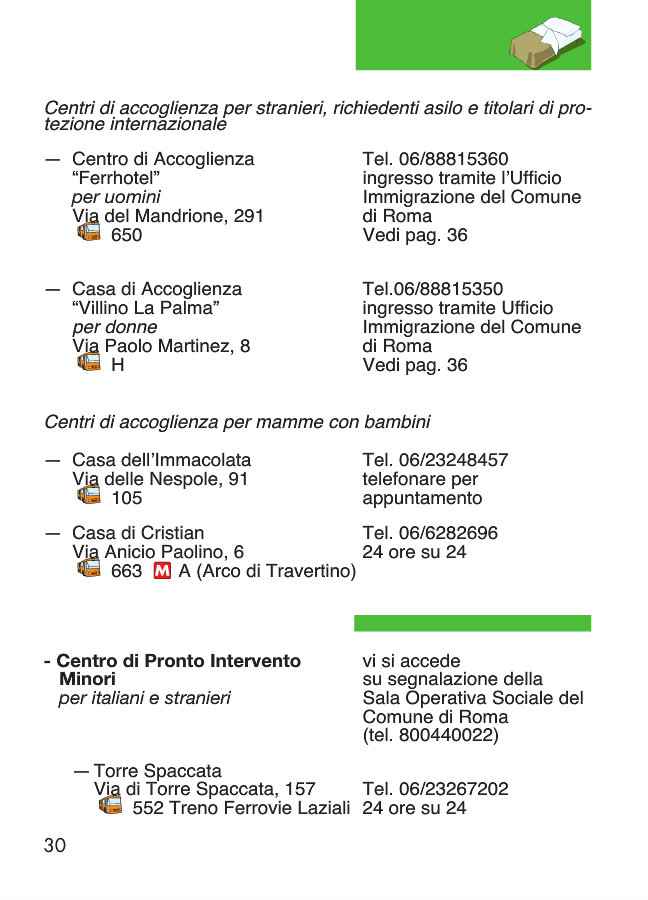 Centri di accoglienza per stranieri, richiedenti asilo e titolari di pro-
tezione internazionale
— Centro di Accoglienza Tel. 06/88815360
“Ferrhotel” ingresso tramite l’Ufficio
per uomini Immigrazione del Comune
Via del Mandrione, 291 di Roma
650 Vedi pag. 36
— Casa di Accoglienza Tel.06/88815350
“Villino La Palma” ingresso tramite Ufficio
per donne Immigrazione del Comune
Via Paolo Martinez, 8 di Roma
H Vedi pag. 36
Centri di accoglienza per mamme con bambini
— Casa dell’Immacolata Tel. 06/23248457
Via delle Nespole, 91 telefonare per
105 appuntamento
— Casa di Cristian Tel. 06/6282696
Via Anicio Paolino, 6 24 ore su 24
663 M A (Arco di Travertino)
- Centro di Pronto Intervento vi si accede
Minori su segnalazione della
per italiani e stranieri Sala Operativa Sociale del
Comune di Roma
(tel. 800440022)
— Torre Spaccata
Via di Torre Spaccata, 157 Tel. 06/23267202
552 Treno Ferrovie Laziali 24 ore su 24
30